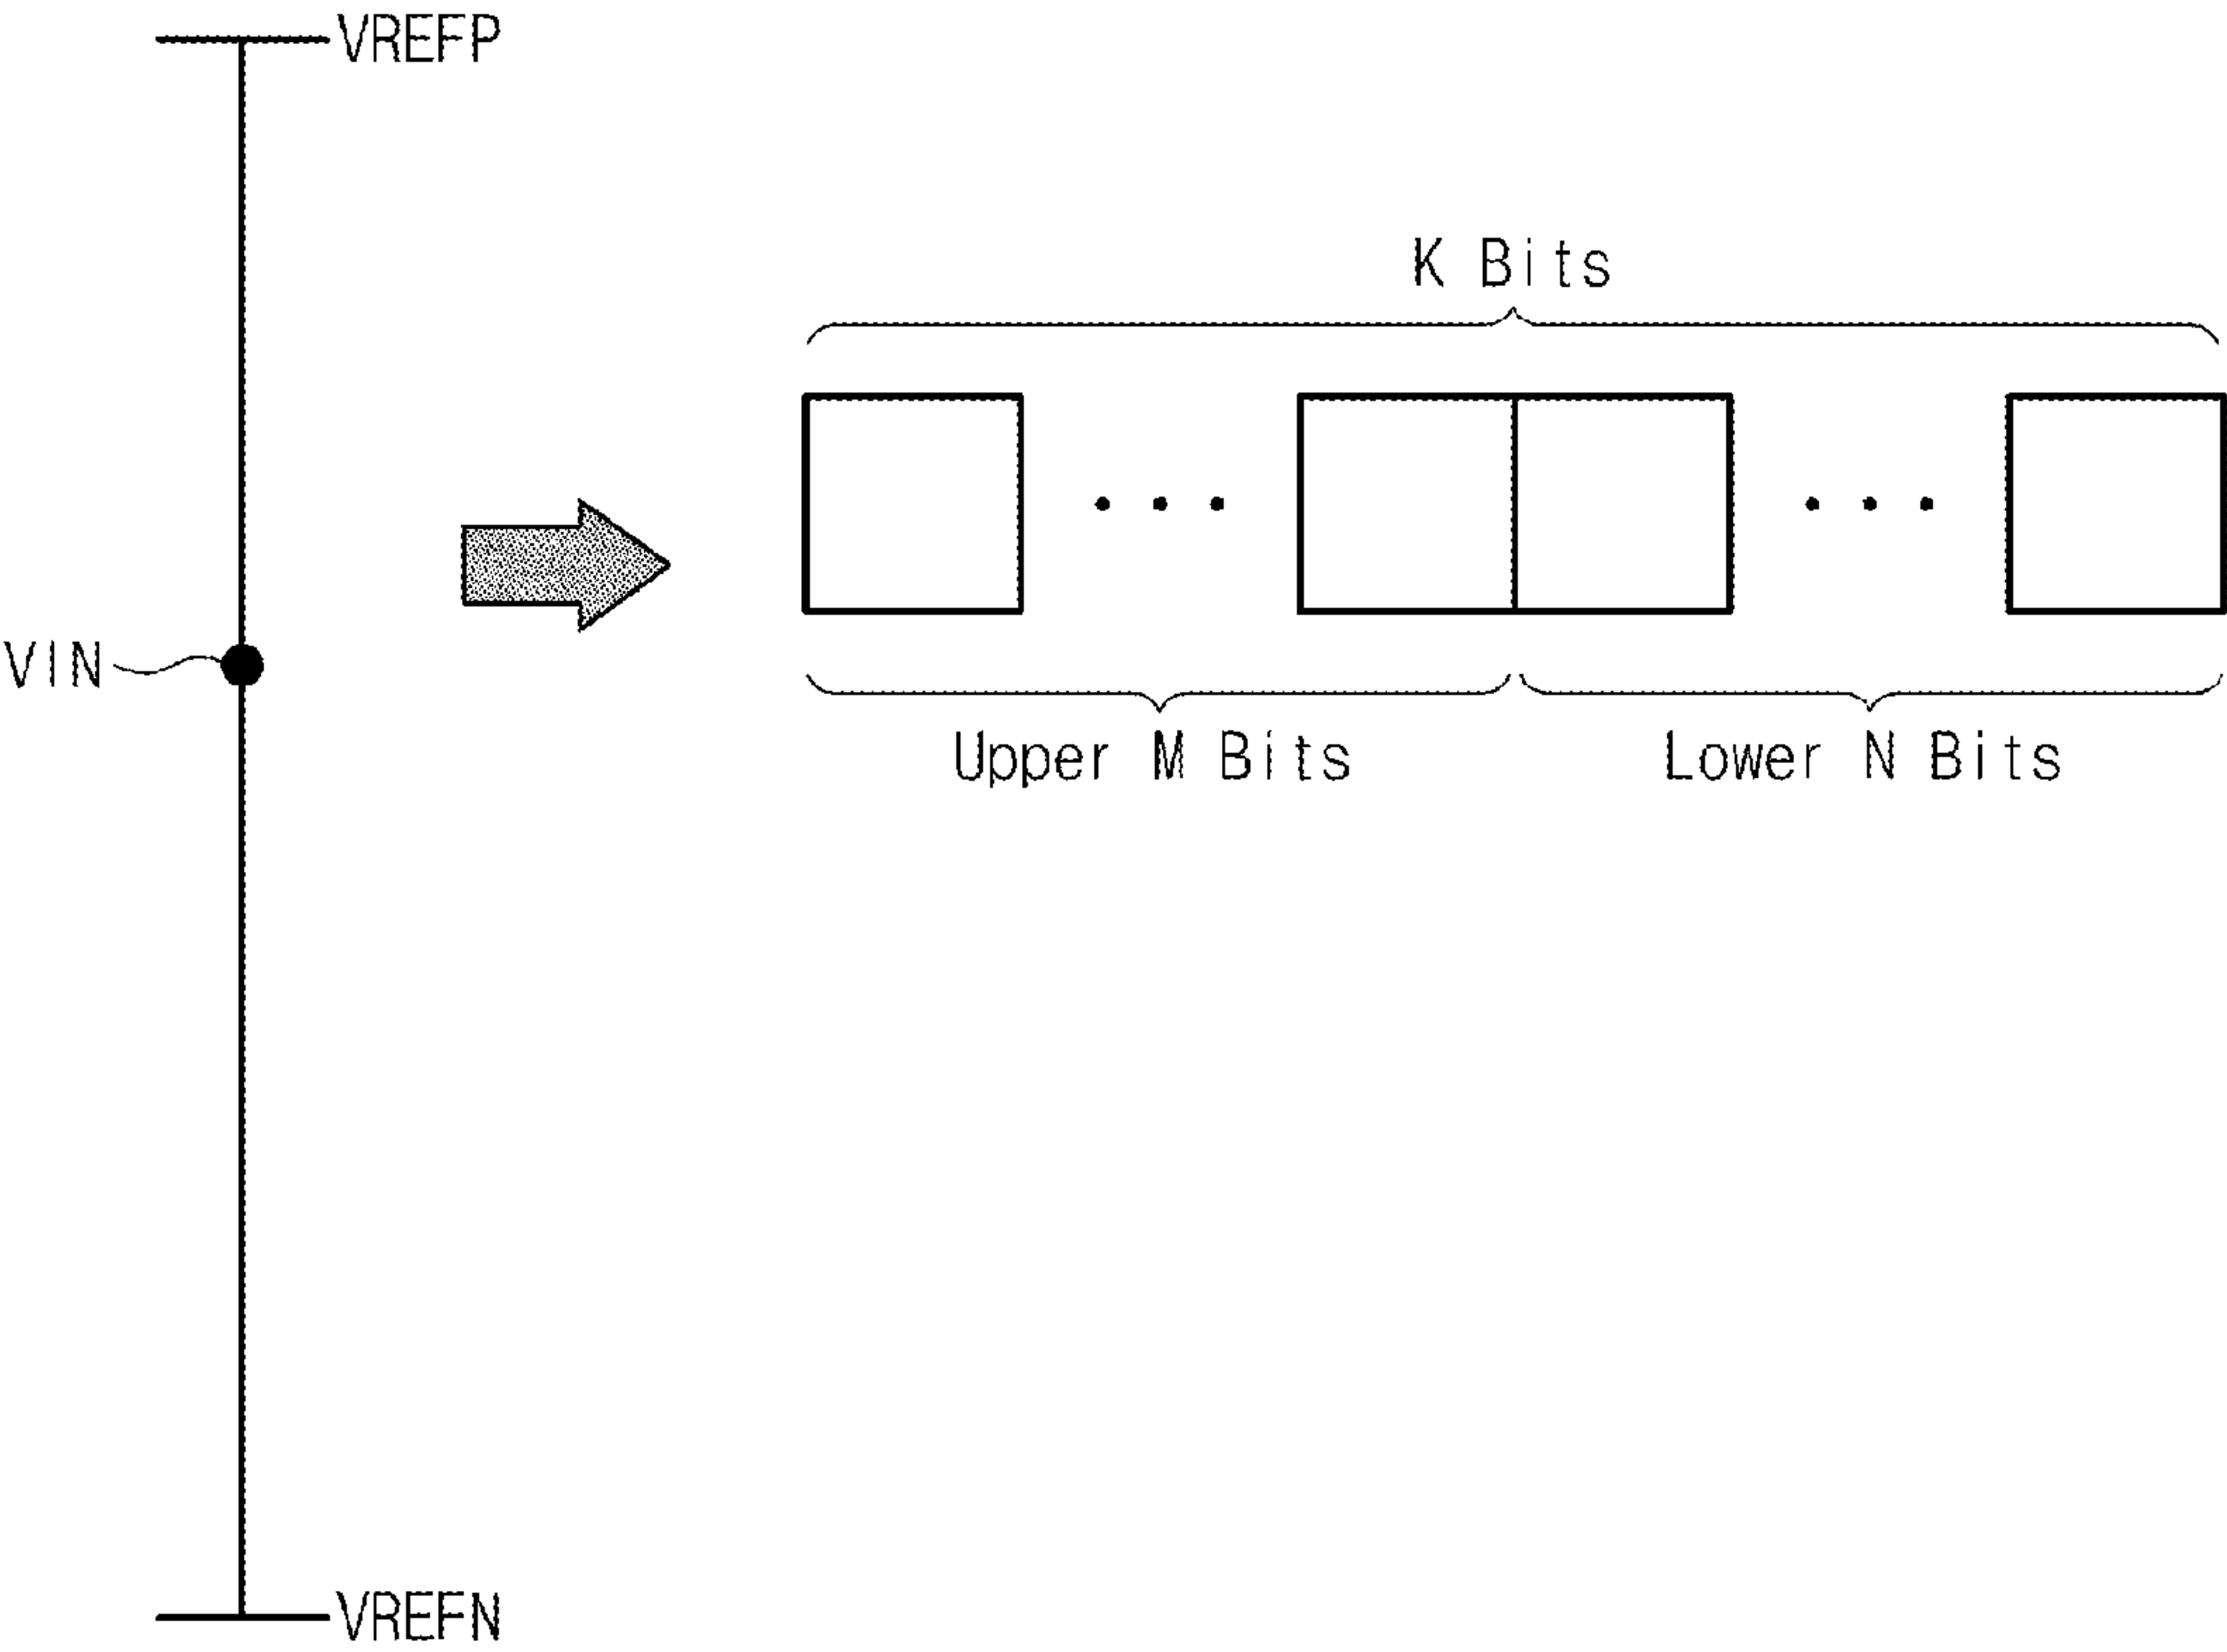 VREFP
K Bits
VIN
Upper M Bits
Lower N Bits
VREFN